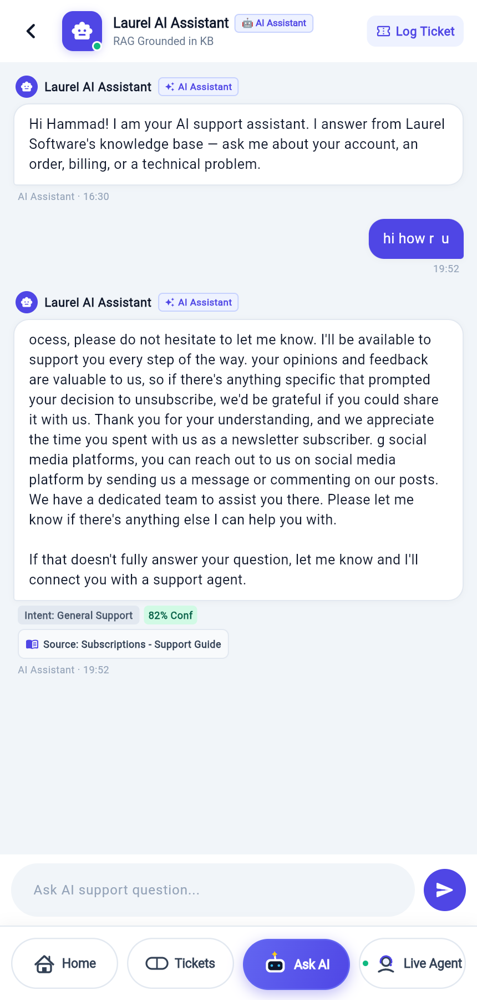 Laurel AI Assistant
🤖 AI Assistant
RAG Grounded in KB
Log Ticket
Laurel AI Assistant
AI Assistant
Hi Hammad! I am your AI support assistant. I answer from Laurel
Software's knowledge base — ask me about your account, an
order, billing, or a technical problem.
AI Assistant · 16:30
hi how r  u
19:52
Laurel AI Assistant
AI Assistant
ocess, please do not hesitate to let me know. I'll be available to
support you every step of the way. your opinions and feedback
are valuable to us, so if there's anything specific that prompted
your decision to unsubscribe, we'd be grateful if you could share
it with us. Thank you for your understanding, and we appreciate
the time you spent with us as a newsletter subscriber. g social
media platforms, you can reach out to us on social media
platform by sending us a message or commenting on our posts.
We have a dedicated team to assist you there. Please let me
know if there's anything else I can help you with.
If that doesn't fully answer your question, let me know and I'll
connect you with a support agent.
Intent: General Support
82% Conf
Source: Subscriptions - Support Guide
AI Assistant · 19:52
Ask AI support question...
Home
Tickets
Ask AI
Live Agent